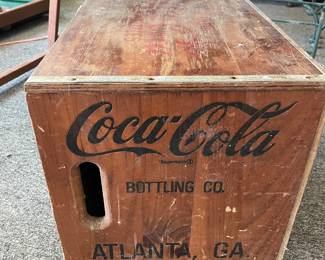 Coca-Cola
BOTTLING CO.
ATLANTA, GA.